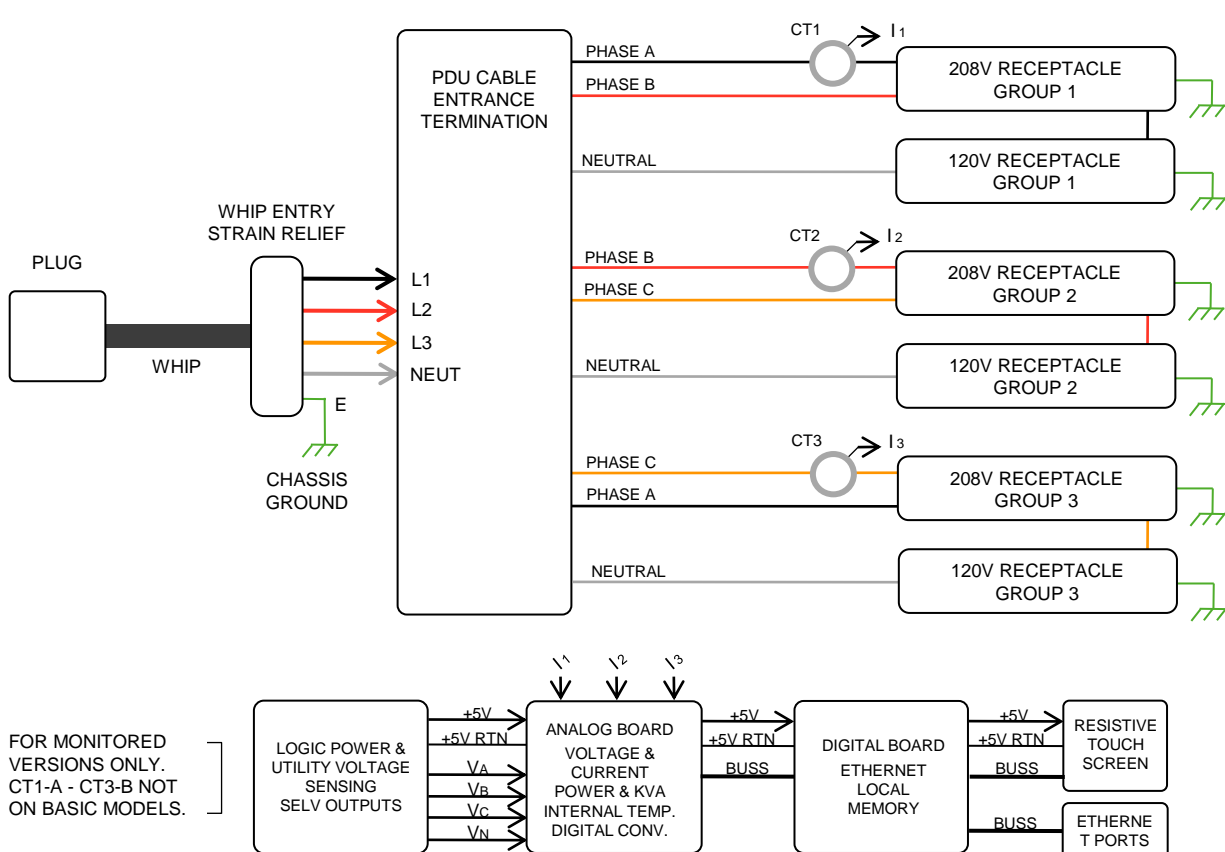 CT1
I1
PHASE A
PHASE B
PDU CABLE
ENTRANCE
TERMINATION
208V RECEPTACLE
GROUP 1
NEUTRAL
120V RECEPTACLE
GROUP 1
WHIP ENTRY
STRAIN RELIEF
PLUG
WHIP
L1
L2
L3
NEUT
E
CHASSIS
GROUND
CT2
I2
PHASE B
PHASE C
208V RECEPTACLE
GROUP 2
NEUTRAL
120V RECEPTACLE
GROUP 2
CT3
I3
PHASE C
PHASE A
208V RECEPTACLE
GROUP 3
NEUTRAL
120V RECEPTACLE
GROUP 3
I1
I2
I3
FOR MONITORED
VERSIONS ONLY.
CT1-A - CT3-B NOT
ON BASIC MODELS.
LOGIC POWER &
UTILITY VOLTAGE
SENSING
SELV OUTPUTS
+5V
+5V RTN
VA
VB
VC
VN
ANALOG BOARD
VOLTAGE &
CURRENT
POWER & KVA
INTERNAL TEMP.
DIGITAL CONV.
+5V
+5V RTN
BUSS
DIGITAL BOARD
ETHERNET
LOCAL
MEMORY
+5V
+5V RTN
BUSS
BUSS
RESISTIVE
TOUCH
SCREEN
ETHERNE
T PORTS